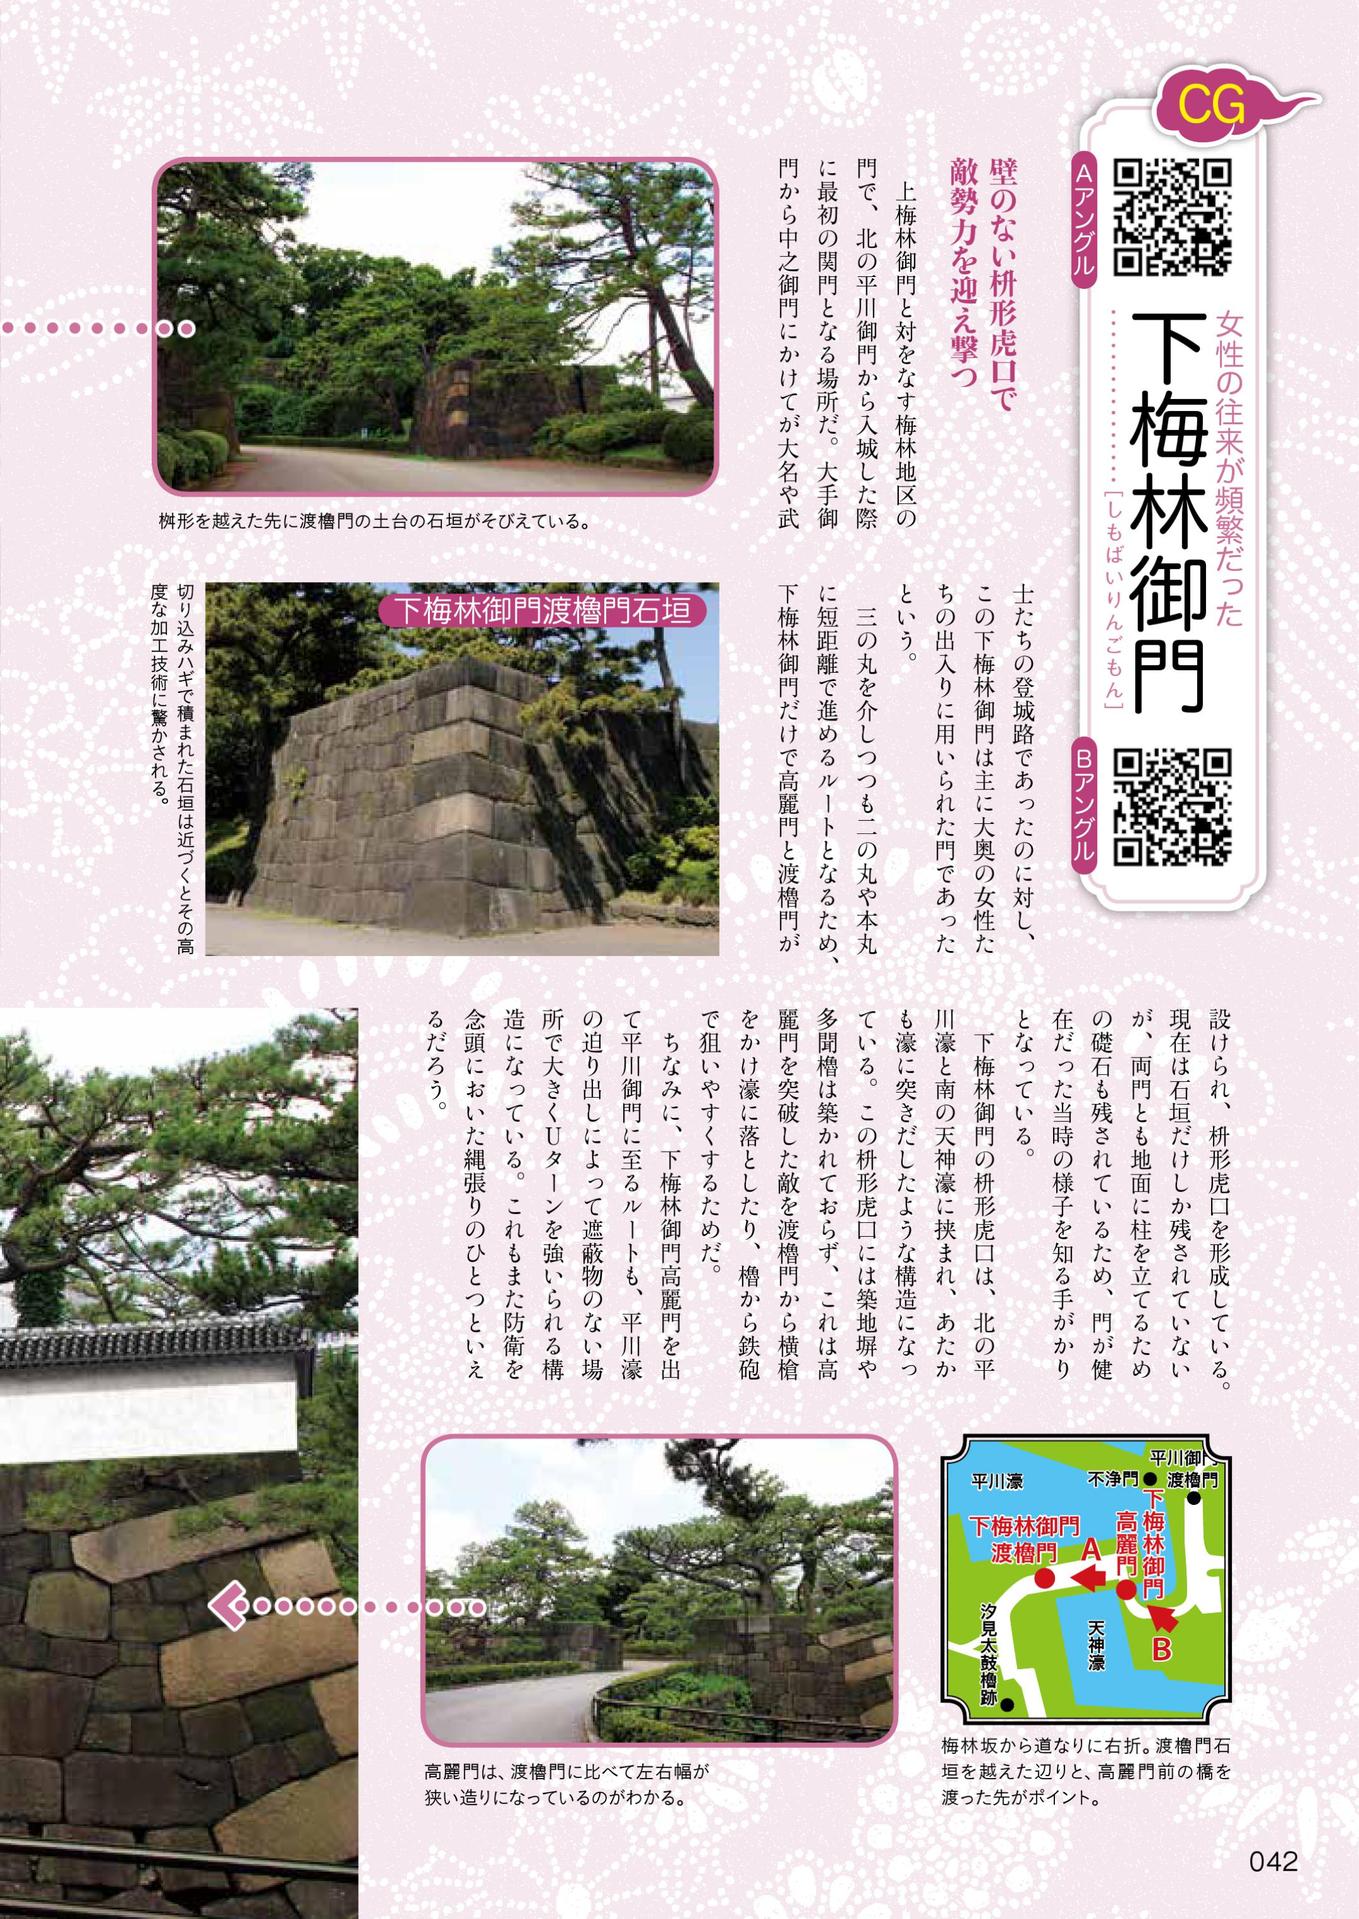 CG
Aアングル
女性の往来が頻繁だった
下梅林御門
[しもばいりんごもん]
Bアングル
壁のない枡形虎口で
敵勢力を迎え撃つ
上梅林御門と対をなす梅林地区の
門で、北の平川御門から入城した際
に最初の関門となる場所だ。大手御
門から中之御門にかけてが大名や武
士たちの登城路であったのに対し、
この下梅林御門は主に大奥の女性た
ちの出入りに用いられた門であった
という。
三の丸を介しつつも二の丸や本丸
に短距離で進めるルートとなるため、
下梅林御門だけで高麗門と渡櫓門が
設けられ、枡形虎口を形成している。
現在は石垣だけしか残されていない
が、両門とも地面に柱を立てるため
の礎石も残されているため、門が健
在だった当時の様子を知る手がかり
となっている。
下梅林御門の枡形虎口は、北の平
川濠と南の天神濠に挟まれ、あたか
も濠に突きだしたような構造になっ
ている。この枡形虎口には築地塀や
多聞櫓は築かれておらず、これは高
麗門を突破した敵を渡櫓門から横槍
をかけ濠に落としたり、櫓から鉄砲
で狙いやすくするためだ。
ちなみに、下梅林御門高麗門を出
て平川御門に至るルートも、平川濠
の迫り出しによって遮蔽物のない場
所で大きくUターンを強いられる構
造になっている。これもまた防衛を
念頭においた縄張りのひとつといえ
るだろう。
桝形を越えた先に渡櫓門の土台の石垣がそびえている。
下梅林御門渡櫓門石垣
切り込みハギで積まれた石垣は近づくとその高
度な加工技術に驚かされる。
高麗門は、渡櫓門に比べて左右幅が
狭い造りになっているのがわかる。
平川濠
不浄門
平川御門
渡櫓門
下梅林御門
渡櫓門
A
下梅林御門
高麗門
B
天神濠
汐見太鼓櫓跡
梅林坂から道なりに右折。渡櫓門石
垣を越えた辺りと、高麗門前の橋を
渡った先がポイント。
042